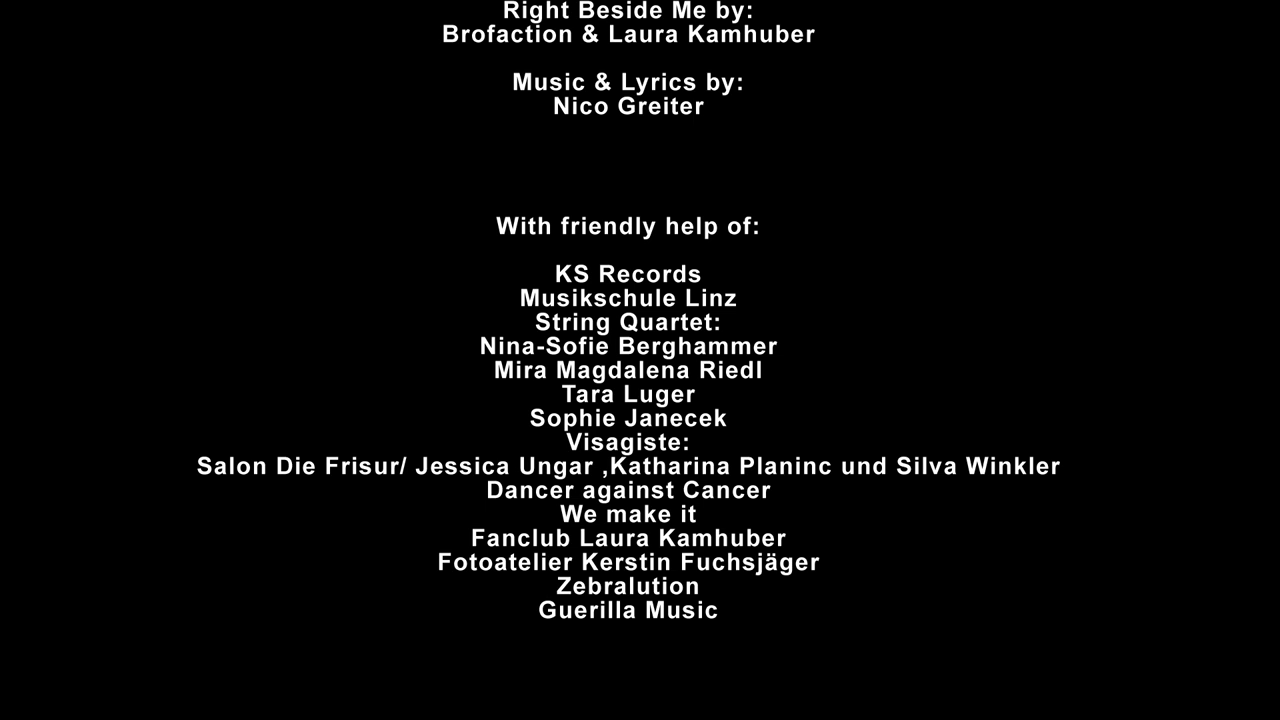 Right Beside Me by:
Brofaction & Laura Kamhuber
Music & Lyrics by:
Nico Greiter
With friendly help of:
KS Records
Musikschule Linz
String Quartet:
Nina-Sofie Berghammer
Mira Magdalena Riedl
Tara Luger
Sophie Janecek
Visagiste:
Salon Die Frisur/ Jessica Ungar ,Katharina Planinc und Silva Winkler
Dancer against Cancer
We make it
Fanclub Laura Kamhuber
Fotoatelier Kerstin Fuchsjäger
Zebralution
Guerilla Music